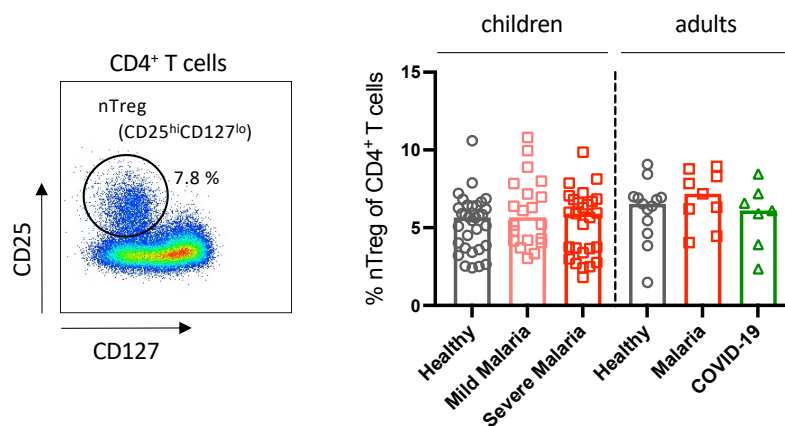 CD4⁺ T cells
nTreg
(CD25ʰⁱCD127ˡᵒ)
7.8 %
CD25
CD127
children
adults
% nTreg of CD4⁺ T cells
15
10
5
0
Healthy
Mild Malaria
Severe Malaria
Healthy
Malaria
COVID-19